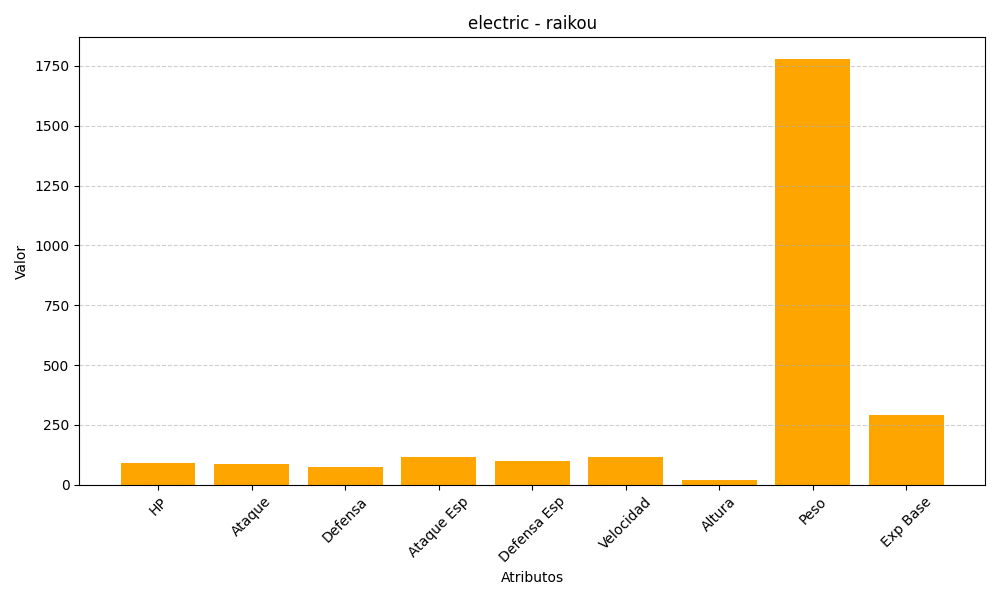 electric - raikou
Valor
1750
1500
1250
1000
750
500
250
0
HP
Ataque
Defensa
Ataque Esp
Defensa Esp
Velocidad
Altura
Peso
Exp Base
Atributos